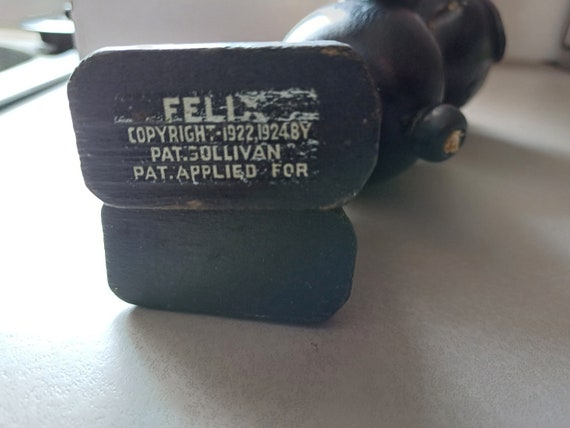 FELIX
COPYRIGHT-1922,1924BY
PAT.SULLIVAN
PAT.APPLIED FOR